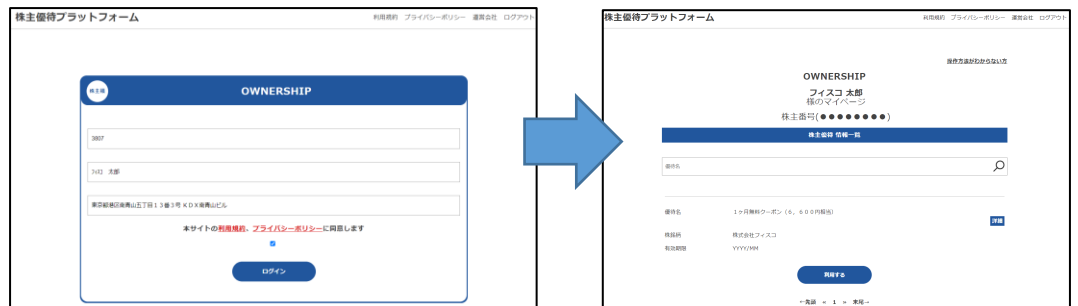 株主優待プラットフォーム
利用規約 プライバシーポリシー 運営会社 ログアウト
株主様
OWNERSHIP
3807
ﾌｨｽｺ 太郎
東京都港区南青山五丁目13番3号 KDX南青山ビル
本サイトの利用規約、プライバシーポリシーに同意します
ログイン
株主優待プラットフォーム
利用規約 プライバシーポリシー 運営会社 ログアウト
操作方法がわからない方
OWNERSHIP
フィスコ 太郎
様のマイページ
株主番号(●●●●●●●●)
株主優待 情報一覧
優待名
優待名 1ヶ月無料クーポン（6，600円相当）
詳細
株銘柄 株式会社フィスコ
有効期限 YYYY/MM
利用する
←先頭 « 1 » 末尾→